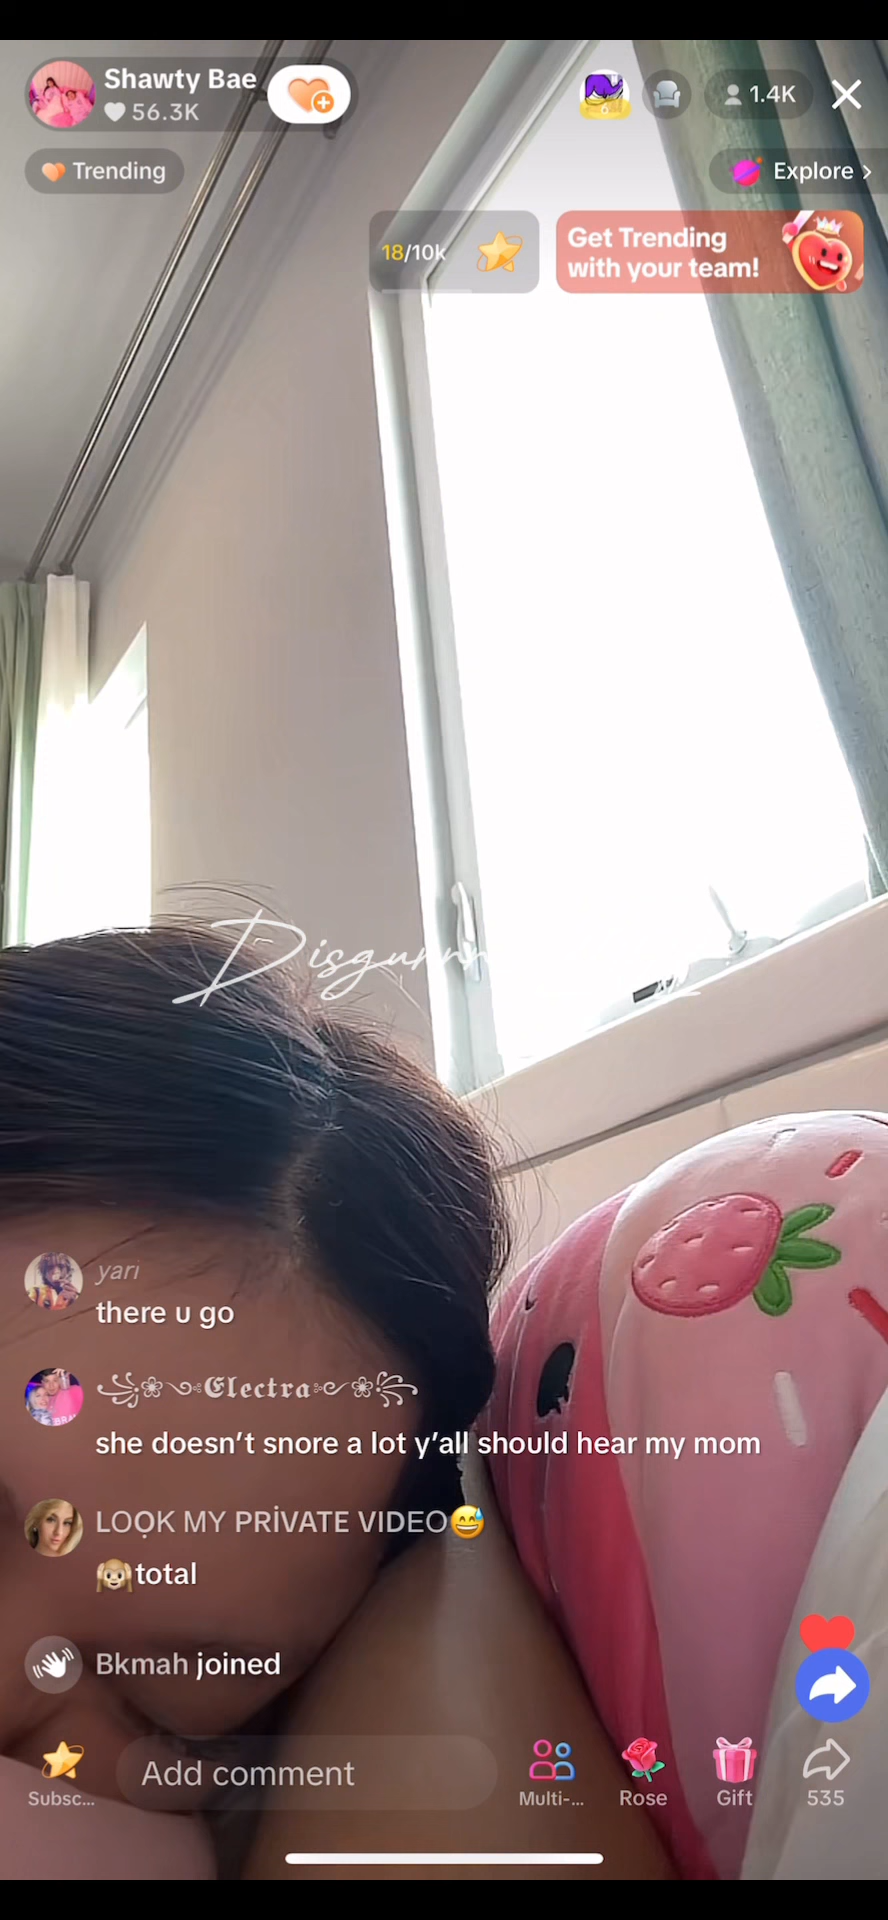 Shawty Bae
56.3K
1.4K
Trending
Explore >
18/10k
Get Trending
with your team!
yari
there u go
꧁❀༺𝕰𝖑𝖊𝖈𝖙𝖗𝖆༻❀꧂
she doesn't snore a lot y'all should hear my mom
LOỌK MY PRİVATE VIDEO😅
🙉total
Bkmah joined
Add comment
Subsc...
Multi-...
Rose
Gift
535